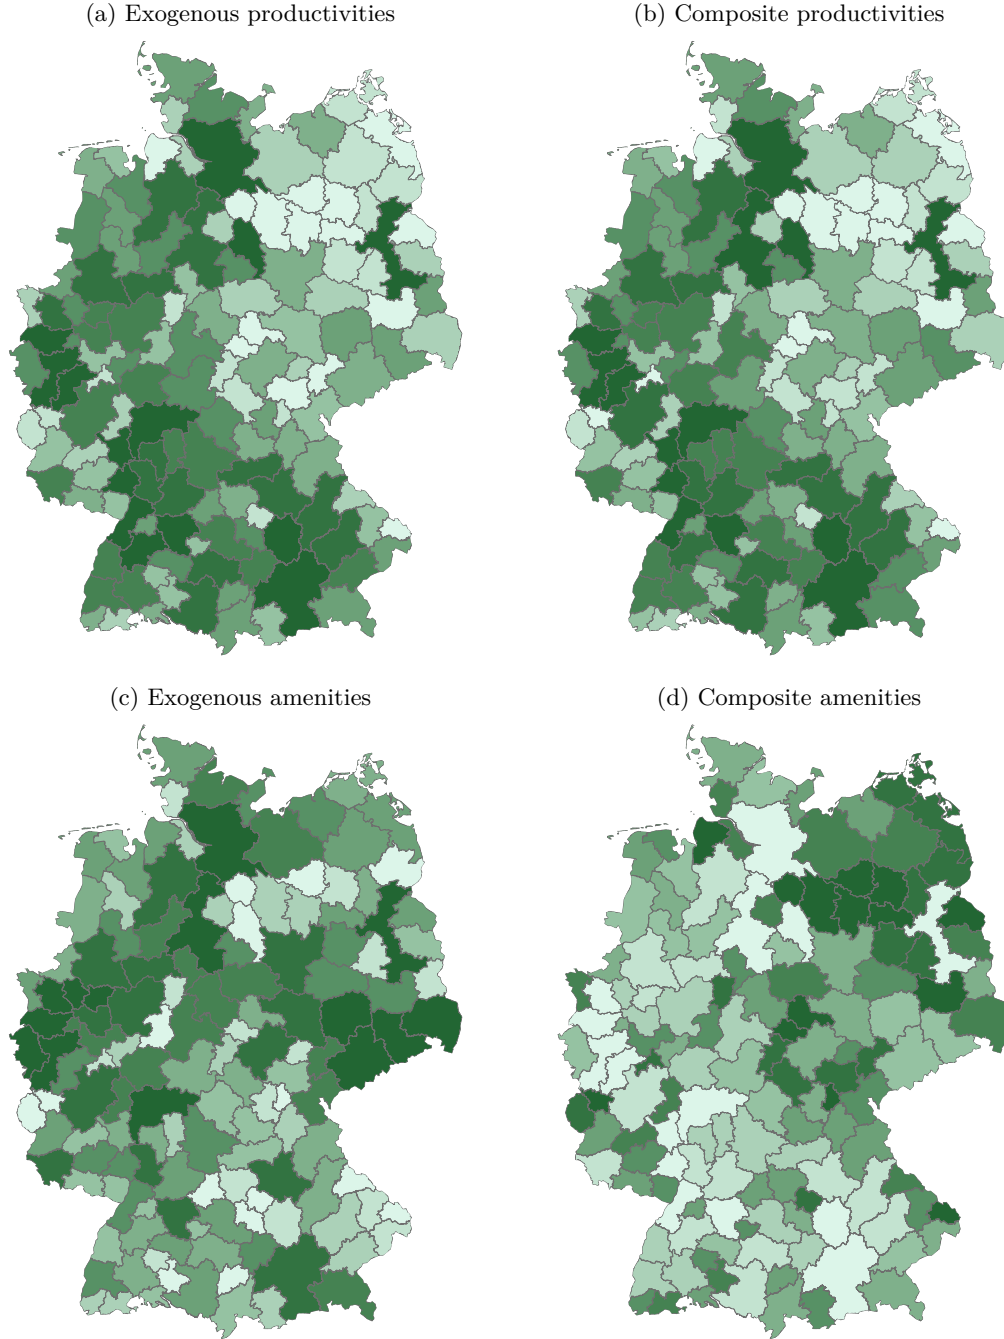 (a) Exogenous productivities
(b) Composite productivities
(c) Exogenous amenities
(d) Composite amenities